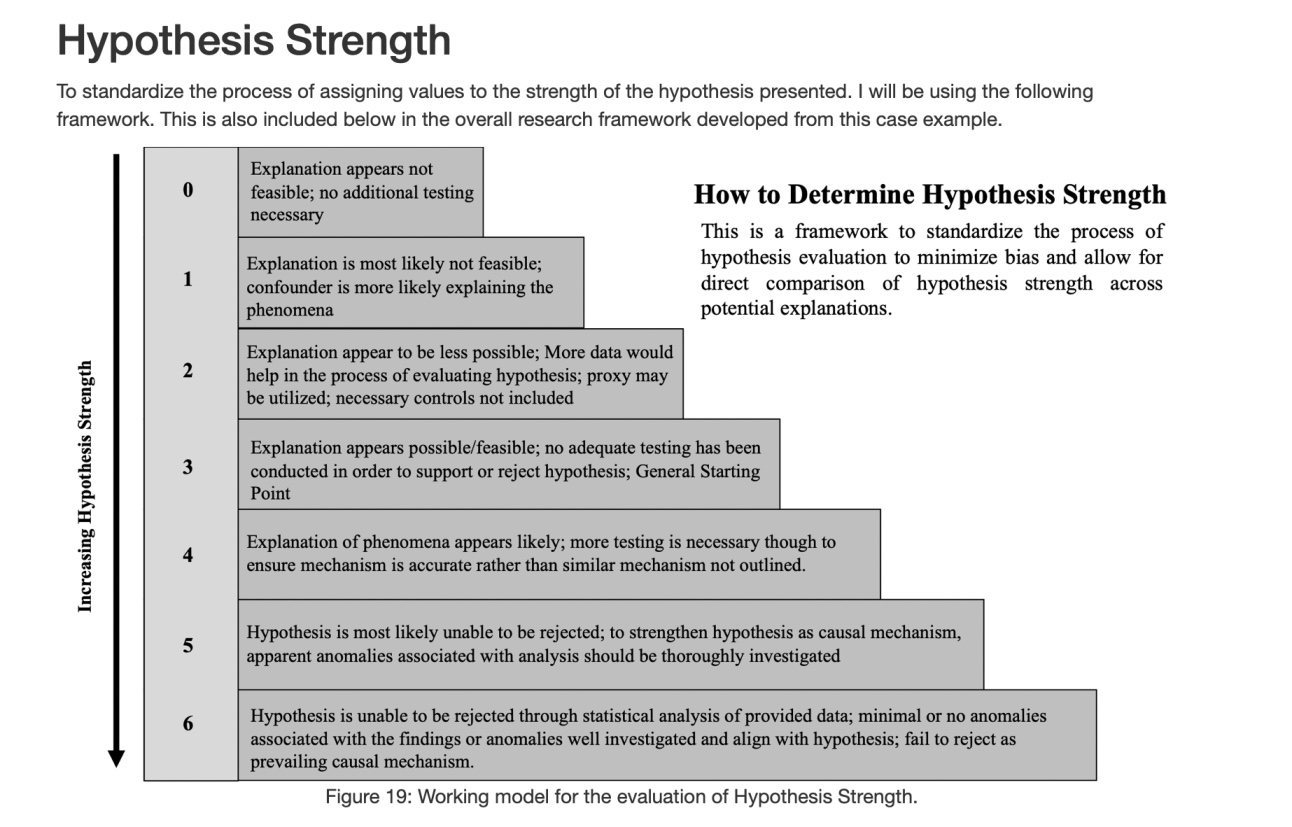 Hypothesis Strength
To standardize the process of assigning values to the strength of the hypothesis presented. I will be using the following
framework. This is also included below in the overall research framework developed from this case example.
How to Determine Hypothesis Strength
This is a framework to standardize the process of
hypothesis evaluation to minimize bias and allow for
direct comparison of hypothesis strength across
potential explanations.
Increasing Hypothesis Strength
0
Explanation appears not
feasible; no additional testing
necessary
1
Explanation is most likely not feasible;
confounder is more likely explaining the
phenomena
2
Explanation appear to be less possible; More data would
help in the process of evaluating hypothesis; proxy may
be utilized; necessary controls not included
3
Explanation appears possible/feasible; no adequate testing has been
conducted in order to support or reject hypothesis; General Starting
Point
4
Explanation of phenomena appears likely; more testing is necessary though to
ensure mechanism is accurate rather than similar mechanism not outlined.
5
Hypothesis is most likely unable to be rejected; to strengthen hypothesis as causal mechanism,
apparent anomalies associated with analysis should be thoroughly investigated
6
Hypothesis is unable to be rejected through statistical analysis of provided data; minimal or no anomalies
associated with the findings or anomalies well investigated and align with hypothesis; fail to reject as
prevailing causal mechanism.
Figure 19: Working model for the evaluation of Hypothesis Strength.